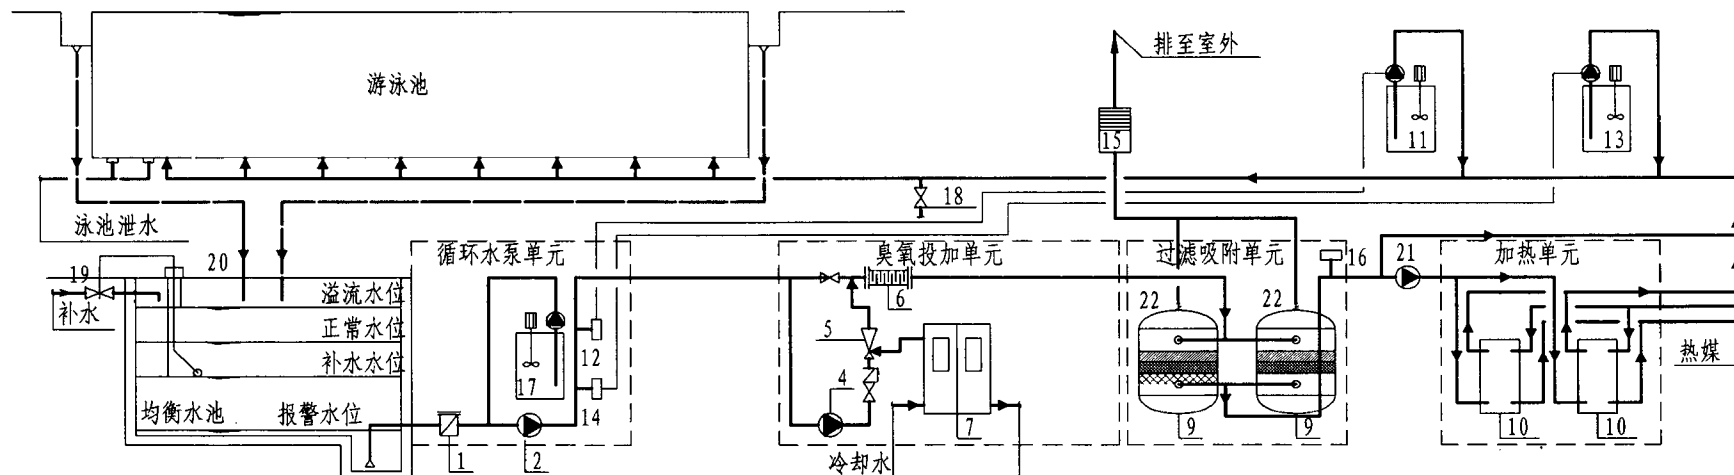 排至室外
游泳池
11
13
15
18
泳池泄水
循环水泵单元
臭氧投加单元
过滤吸附单元
加热单元
19
20
16
21
溢流水位
6
22
22
补水
正常水位
5
补水水位
12
热媒
17
4
均衡水池
报警水位
14
7
9
9
10
10
1
2
冷却水